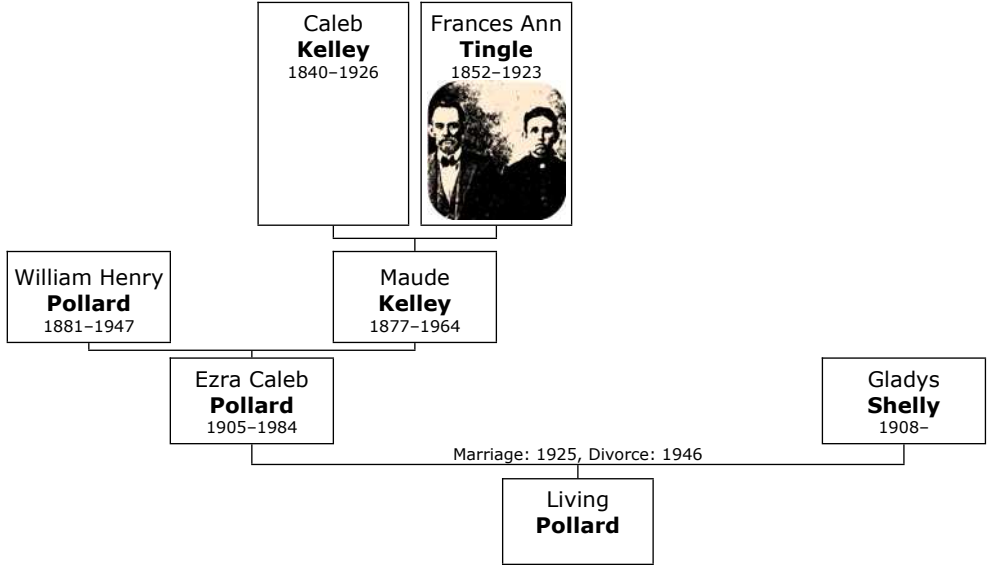 Caleb
Kelley
1840–1926
Frances Ann
Tingle
1852–1923
William Henry
Pollard
1881–1947
Maude
Kelley
1877–1964
Ezra Caleb
Pollard
1905–1984
Gladys
Shelly
1908–
Marriage: 1925, Divorce: 1946
Living
Pollard